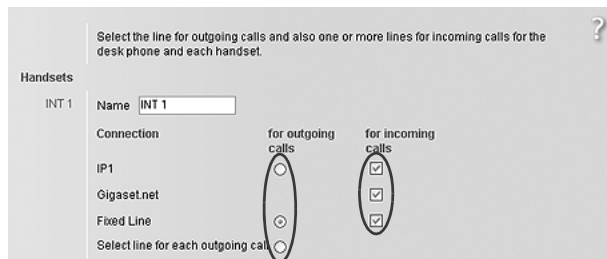 Select the line for outgoing calls and also one or more lines for incoming calls for the
desk phone and each handset.
?
Handsets
INT 1 Name INT 1
Connection for outgoing calls for incoming calls
IP1
Gigaset.net
Fixed Line
Select line for each outgoing call